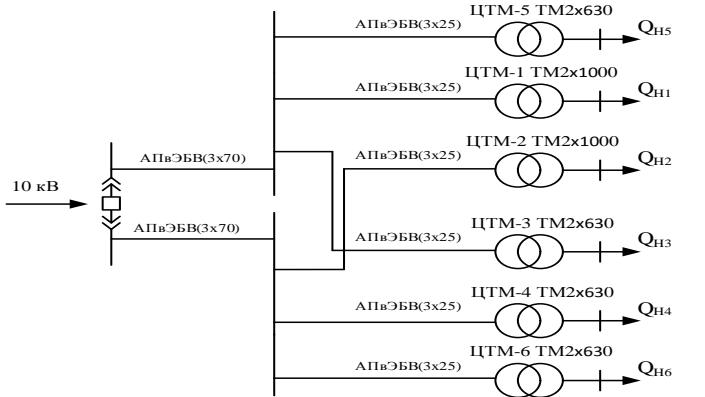 ЦТМ-5 ТМ2х630
АПвЭБВ(3х25)
QН5
ЦТМ-1 ТМ2х1000
АПвЭБВ(3х25)
QН1
ЦТМ-2 ТМ2х1000
АПвЭБВ(3х70)
АПвЭБВ(3х25)
QН2
10 кВ
ЦТМ-3 ТМ2х630
АПвЭБВ(3х70)
АПвЭБВ(3х25)
QН3
ЦТМ-4 ТМ2х630
АПвЭБВ(3х25)
QН4
ЦТМ-6 ТМ2х630
АПвЭБВ(3х25)
QН6